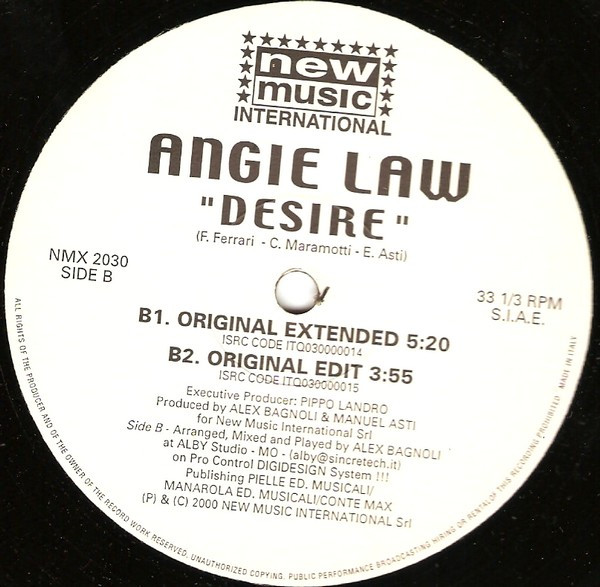 new
music
INTERNATIONAL
ANGIE LAW
"DESIRE"
(F. Ferrari - C. Maramotti - E. Asti)
NMX 2030
SIDE B
33 1/3 RPM
S.I.A.E.
B1. ORIGINAL EXTENDED 5:20
ISRC CODE ITQ030000014
B2. ORIGINAL EDIT 3:55
ISRC CODE ITQ030000015
Executive Producer: PIPPO LANDRO
Produced by ALEX BAGNOLI & MANUEL ASTI
for New Music International Srl
Side B - Arranged, Mixed and Played by ALEX BAGNOLI
at ALBY Studio - MO - (alby@sincretech.it)
on Pro Control DIGIDESIGN System !!!
Publishing PIELLE ED. MUSICALI/
MANAROLA ED. MUSICALI/CONTE MAX
(P) & (C) 2000 NEW MUSIC INTERNATIONAL Srl
ALL RIGHTS OF THE PRODUCER AND OF THE OWNER OF THE RECORD WORK RESERVED. UNAUTHORIZED COPYING. PUBLIC PERFORMANCE BROADCASTING HIRING OR RENTAL OF THIS RECORDING PROHIBITED. MADE IN ITALY